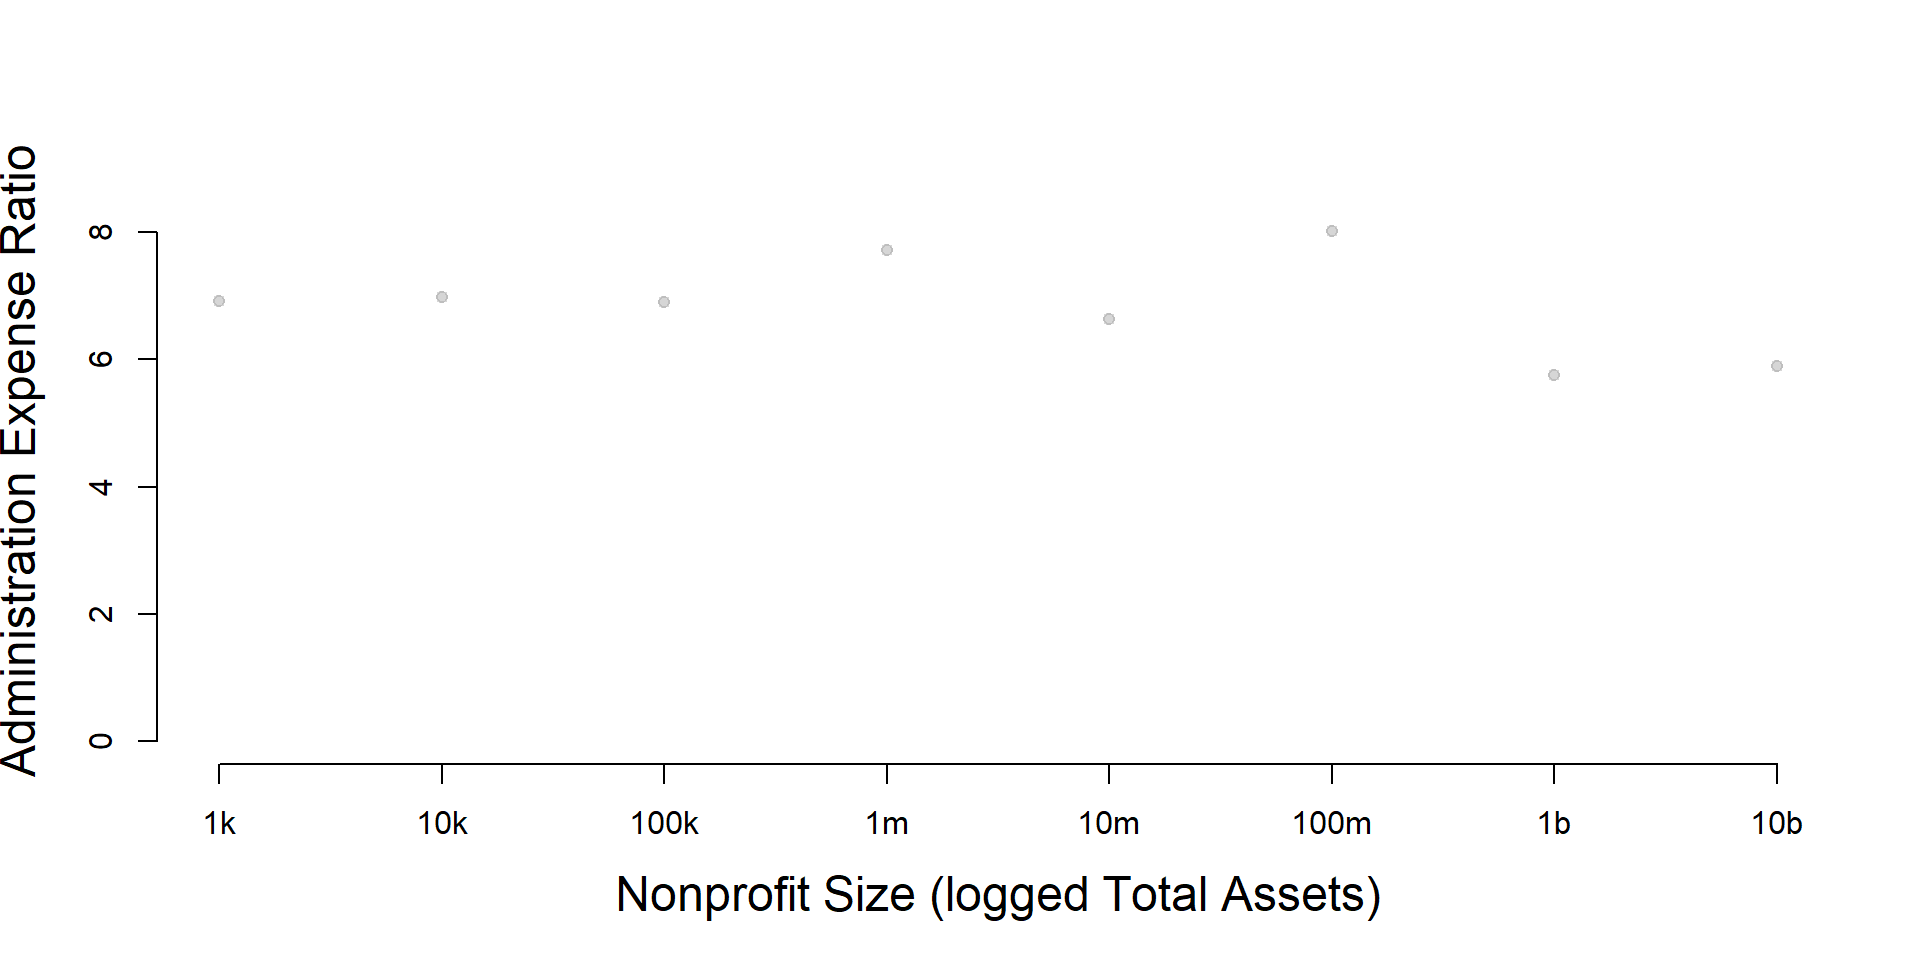 Administration Expense Ratio
8
6
4
2
0
1k 10k 100k 1m 10m 100m 1b 10b
Nonprofit Size (logged Total Assets)